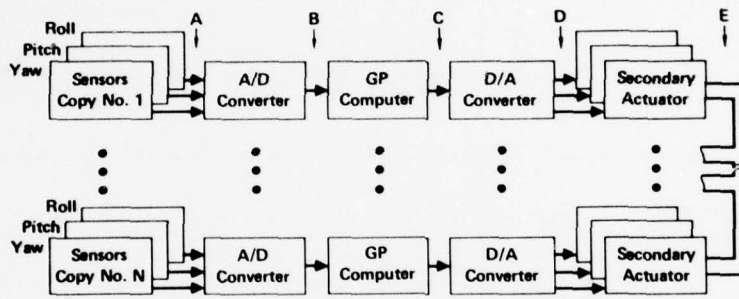 A B C D E
Roll
Pitch
Yaw
Sensors
Copy No. 1
A/D
Converter
GP
Computer
D/A
Converter
Secondary
Actuator
Roll
Pitch
Yaw
Sensors
Copy No. N
A/D
Converter
GP
Computer
D/A
Converter
Secondary
Actuator